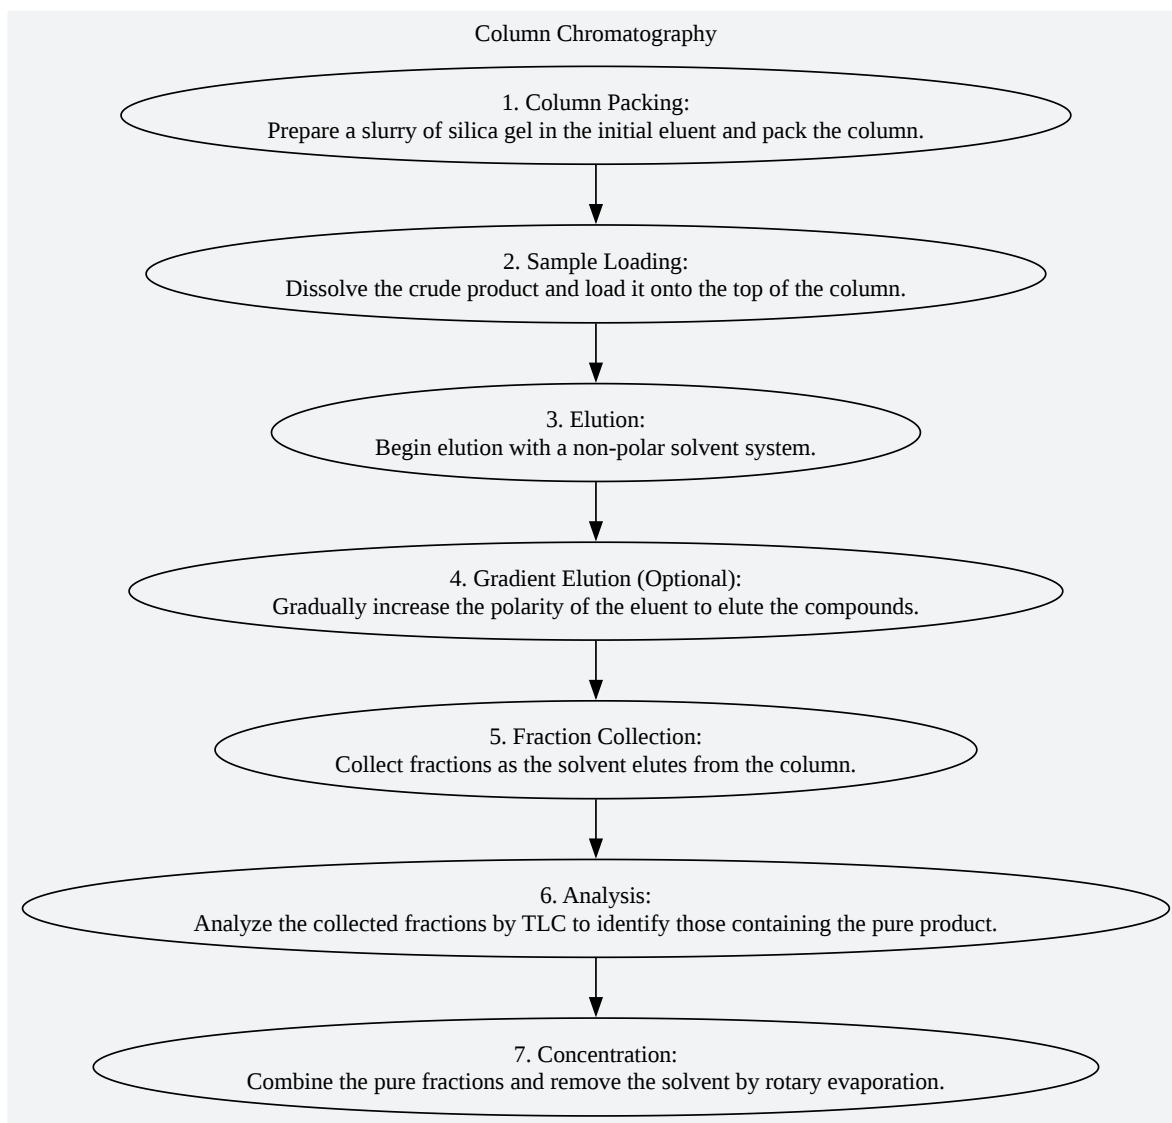 Column Chromatography
1. Column Packing:
Prepare a slurry of silica gel in the initial eluent and pack the column.
2. Sample Loading:
Dissolve the crude product and load it onto the top of the column.
3. Elution:
Begin elution with a non-polar solvent system.
4. Gradient Elution (Optional):
Gradually increase the polarity of the eluent to elute the compounds.
5. Fraction Collection:
Collect fractions as the solvent elutes from the column.
6. Analysis:
Analyze the collected fractions by TLC to identify those containing the pure product.
7. Concentration:
Combine the pure fractions and remove the solvent by rotary evaporation.